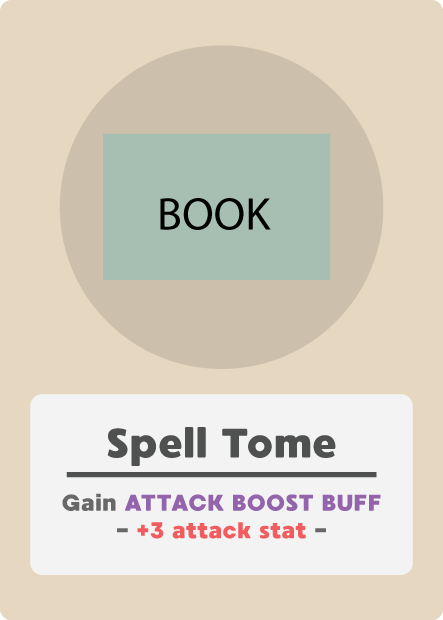 BOOK
Spell Tome
Gain ATTACK BOOST BUFF
– +3 attack stat –